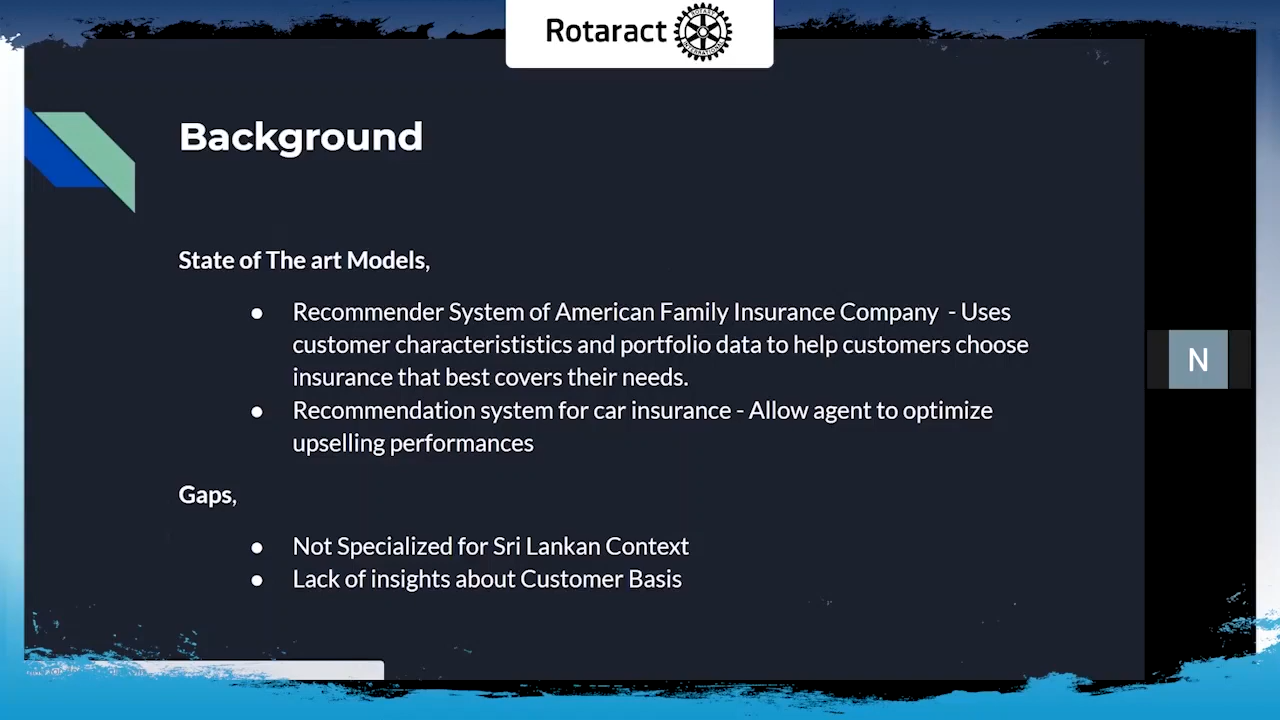 Rotaract
ROTARY
INTERNATIONAL
Background
State of The art Models,
● Recommender System of American Family Insurance Company - Uses
customer characterististics and portfolio data to help customers choose
insurance that best covers their needs.
● Recommendation system for car insurance - Allow agent to optimize
upselling performances
N
Gaps,
● Not Specialized for Sri Lankan Context
● Lack of insights about Customer Basis